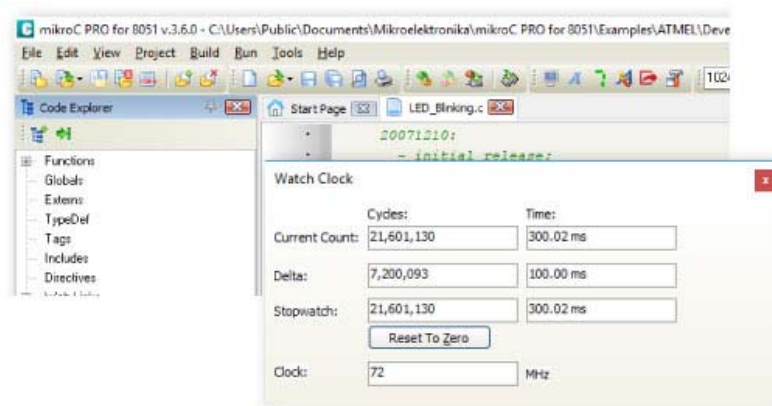 mikroC PRO for 8051 v.3.6.0 - C:\Users\Public\Documents\Mikroelektronika\mikroC PRO for 8051\Examples\ATMEL\Deve
File Edit View Project Build Run Tools Help
1024
Code Explorer
Start Page LED_Blinking.c
20071210:
- initial release;
Functions
Globals
Externs
TypeDef
Tags
Includes
Directives
Watch Clock
Cycles: Time:
Current Count: 21,601,130 300.02 ms
Delta: 7,200,093 100.00 ms
Stopwatch: 21,601,130 300.02 ms
Reset To Zero
Clock: 72 MHz